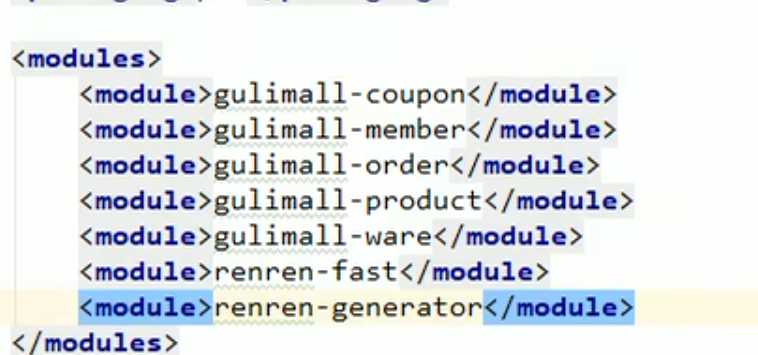 <modules>
<module>gulimall-coupon</module>
<module>gulimall-member</module>
<module>gulimall-order</module>
<module>gulimall-product</module>
<module>gulimall-ware</module>
<module>renren-fast</module>
<module>renren-generator</module>
</modules>